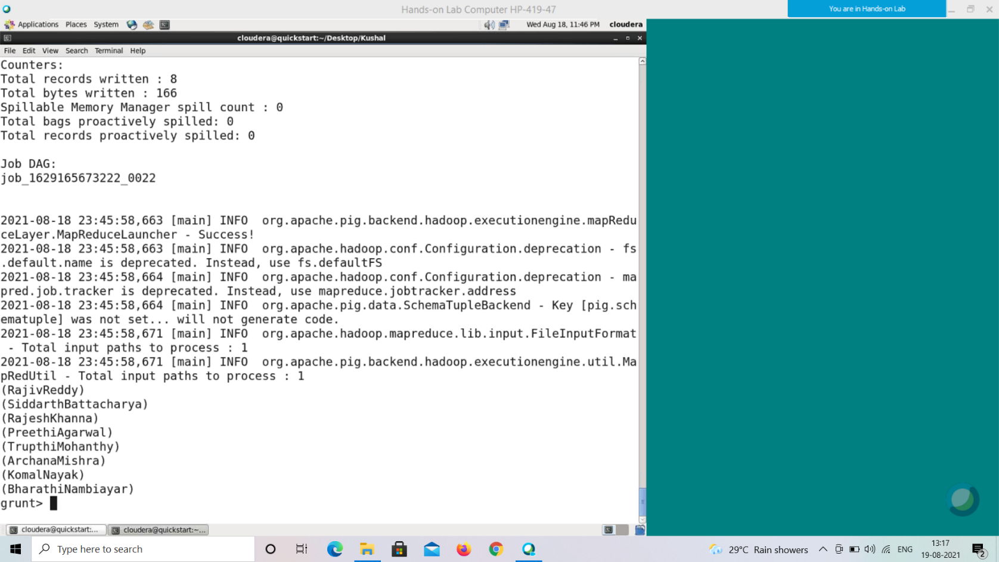 Hands-on Lab Computer HP-419-47
You are in Hands-on Lab
Applications Places System
Wed Aug 18, 11:46 PM cloudera
cloudera@quickstart:~/Desktop/Kushal
File Edit View Search Terminal Help
Counters:
Total records written : 8
Total bytes written : 166
Spillable Memory Manager spill count : 0
Total bags proactively spilled: 0
Total records proactively spilled: 0
Job DAG:
job_1629165673222_0022
2021-08-18 23:45:58,663 [main] INFO  org.apache.pig.backend.hadoop.executionengine.mapRedu
ceLayer.MapReduceLauncher - Success!
2021-08-18 23:45:58,663 [main] INFO  org.apache.hadoop.conf.Configuration.deprecation - fs
.default.name is deprecated. Instead, use fs.defaultFS
2021-08-18 23:45:58,664 [main] INFO  org.apache.hadoop.conf.Configuration.deprecation - ma
pred.job.tracker is deprecated. Instead, use mapreduce.jobtracker.address
2021-08-18 23:45:58,664 [main] INFO  org.apache.pig.data.SchemaTupleBackend - Key [pig.sch
ematuple] was not set... will not generate code.
2021-08-18 23:45:58,671 [main] INFO  org.apache.hadoop.mapreduce.lib.input.FileInputFormat
- Total input paths to process : 1
2021-08-18 23:45:58,671 [main] INFO  org.apache.pig.backend.hadoop.executionengine.util.Ma
pRedUtil - Total input paths to process : 1
(RajivReddy)
(SiddarthBattacharya)
(RajeshKhanna)
(PreethiAgarwal)
(TrupthiMohanthy)
(ArchanaMishra)
(KomalNayak)
(BharathiNambiayar)
grunt>
cloudera@quickstart:... cloudera@quickstart:~...
Type here to search
29°C Rain showers
ENG
13:17
19-08-2021
2